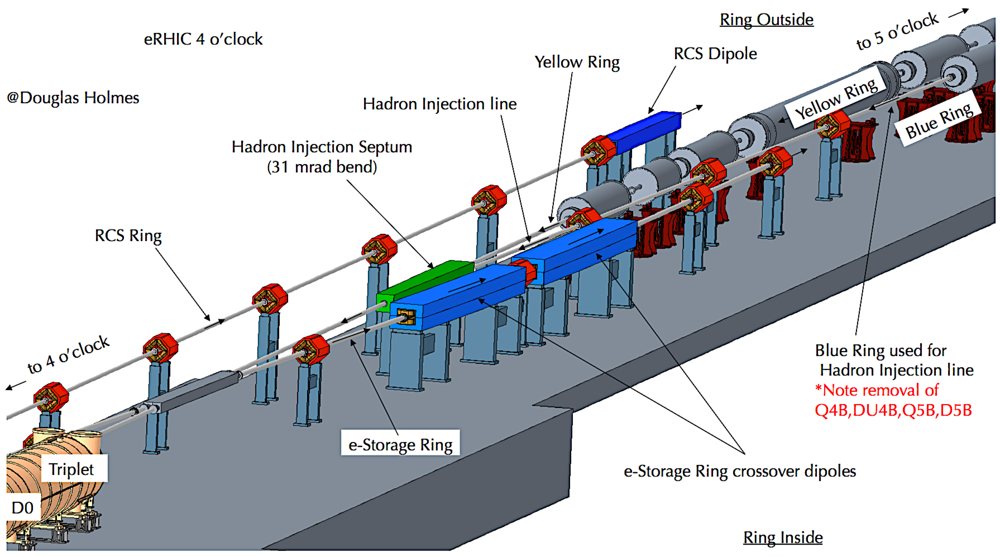 Ring Outside
to 5 o’clock
eRHIC 4 o’clock
RCS Dipole
Yellow Ring
@Douglas Holmes
Hadron Injection line
Yellow Ring
Blue Ring
Hadron Injection Septum
(31 mrad bend)
RCS Ring
to 4 o’clock
Blue Ring used for
Hadron Injection line
*Note removal of
Q4B,DU4B,Q5B,D5B
e-Storage Ring
Triplet
e-Storage Ring crossover dipoles
D0
Ring Inside